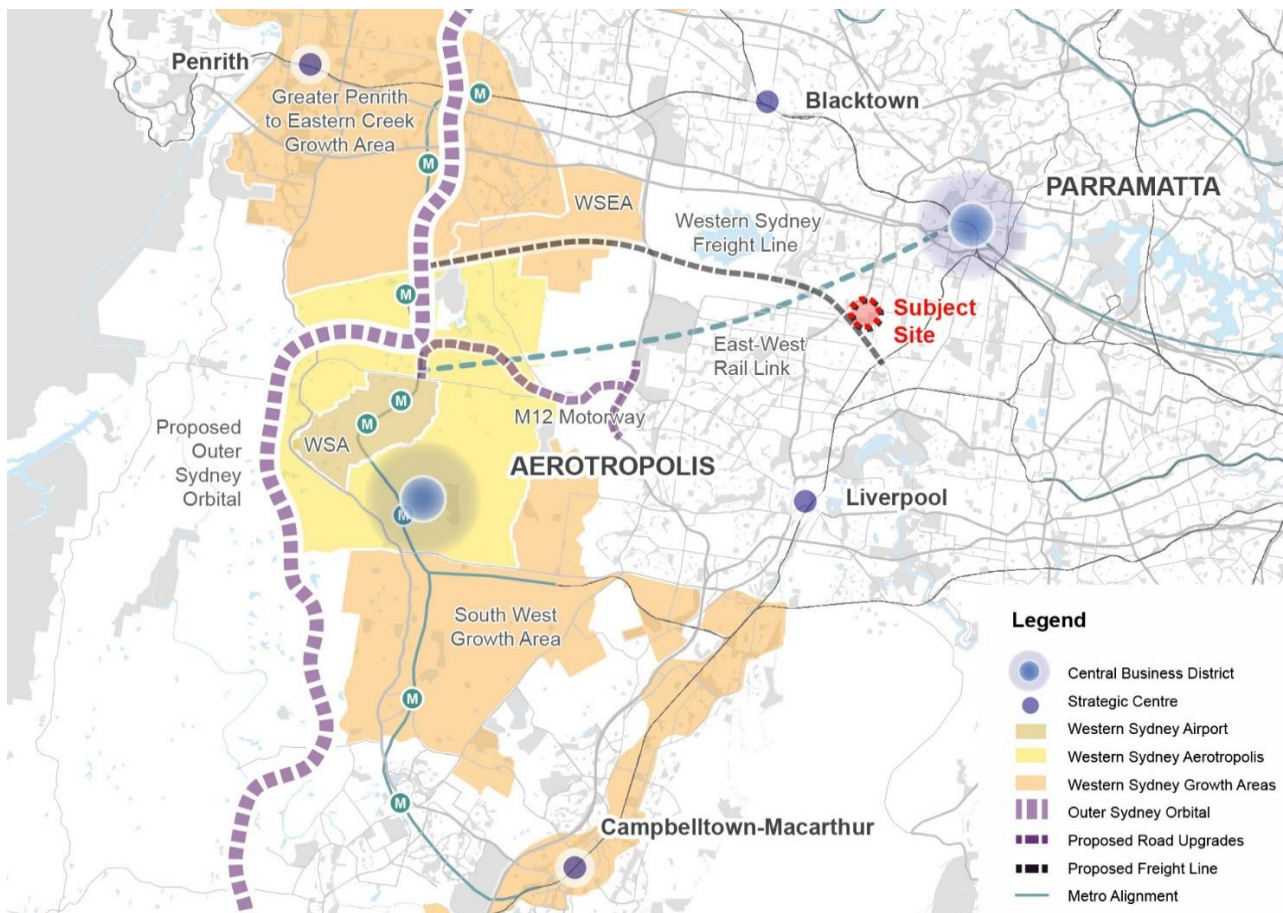 Penrith
Greater Penrith
to Eastern Creek
Growth Area
M
M
Blacktown
WSEA
PARRAMATTA
Western Sydney
Freight Line
M
Subject
Site
East-West
Rail Link
M12 Motorway
Proposed
Outer
Sydney
Orbital
M
M
WSA
AEROTROPOLIS
M
Liverpool
South West
Growth Area
M
M
Campbelltown-Macarthur
Legend
Central Business District
Strategic Centre
Western Sydney Airport
Western Sydney Aerotropolis
Western Sydney Growth Areas
Outer Sydney Orbital
Proposed Road Upgrades
Proposed Freight Line
Metro Alignment